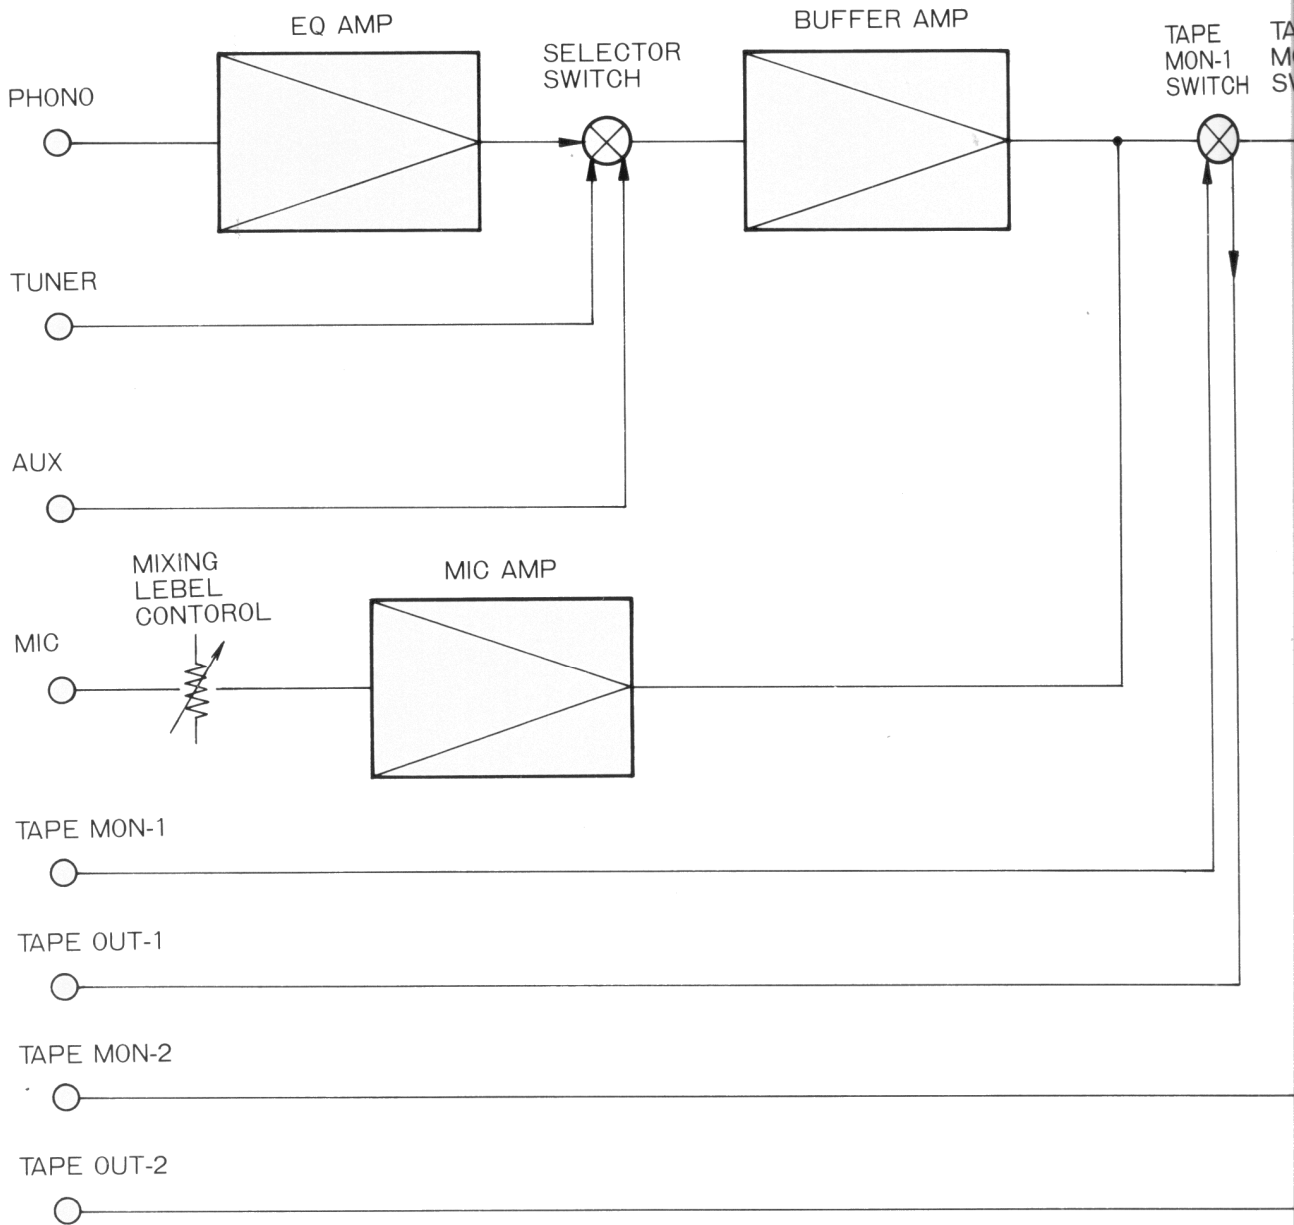 EQ AMP
BUFFER AMP
SELECTOR
SWITCH
TAPE
MON-1
SWITCH
PHONO
TUNER
AUX
MIXING
LEBEL
CONTOROL
MIC AMP
MIC
TAPE MON-1
TAPE OUT-1
TAPE MON-2
TAPE OUT-2